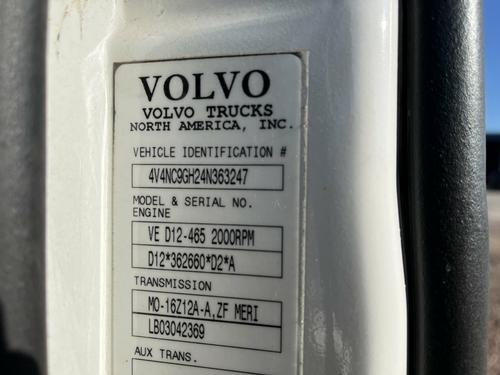 VOLVO
VOLVO TRUCKS
NORTH AMERICA, INC.
VEHICLE IDENTIFICATION #
4V4NC9GH24N363247
MODEL & SERIAL NO.
ENGINE
VE D12-465 2000RPM
D12*362660*D2*A
TRANSMISSION
MO-16Z12A-A,ZF MERI
LB03042369
AUX TRANS.